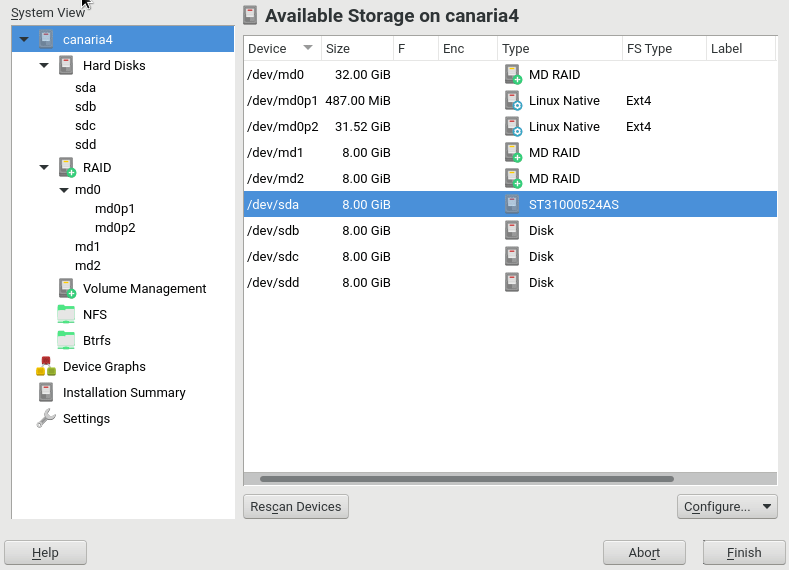 System View
canaria4
Hard Disks
sda
sdb
sdc
sdd
RAID
md0
md0p1
md0p2
md1
md2
Volume Management
NFS
Btrfs
Device Graphs
Installation Summary
Settings
Available Storage on canaria4
Device Size F Enc Type FS Type Label
/dev/md0 32.00 GiB MD RAID
/dev/md0p1 487.00 MiB Linux Native Ext4
/dev/md0p2 31.52 GiB Linux Native Ext4
/dev/md1 8.00 GiB MD RAID
/dev/md2 8.00 GiB MD RAID
/dev/sda 8.00 GiB ST31000524AS
/dev/sdb 8.00 GiB Disk
/dev/sdc 8.00 GiB Disk
/dev/sdd 8.00 GiB Disk
Rescan Devices Configure...
Help Abort Finish